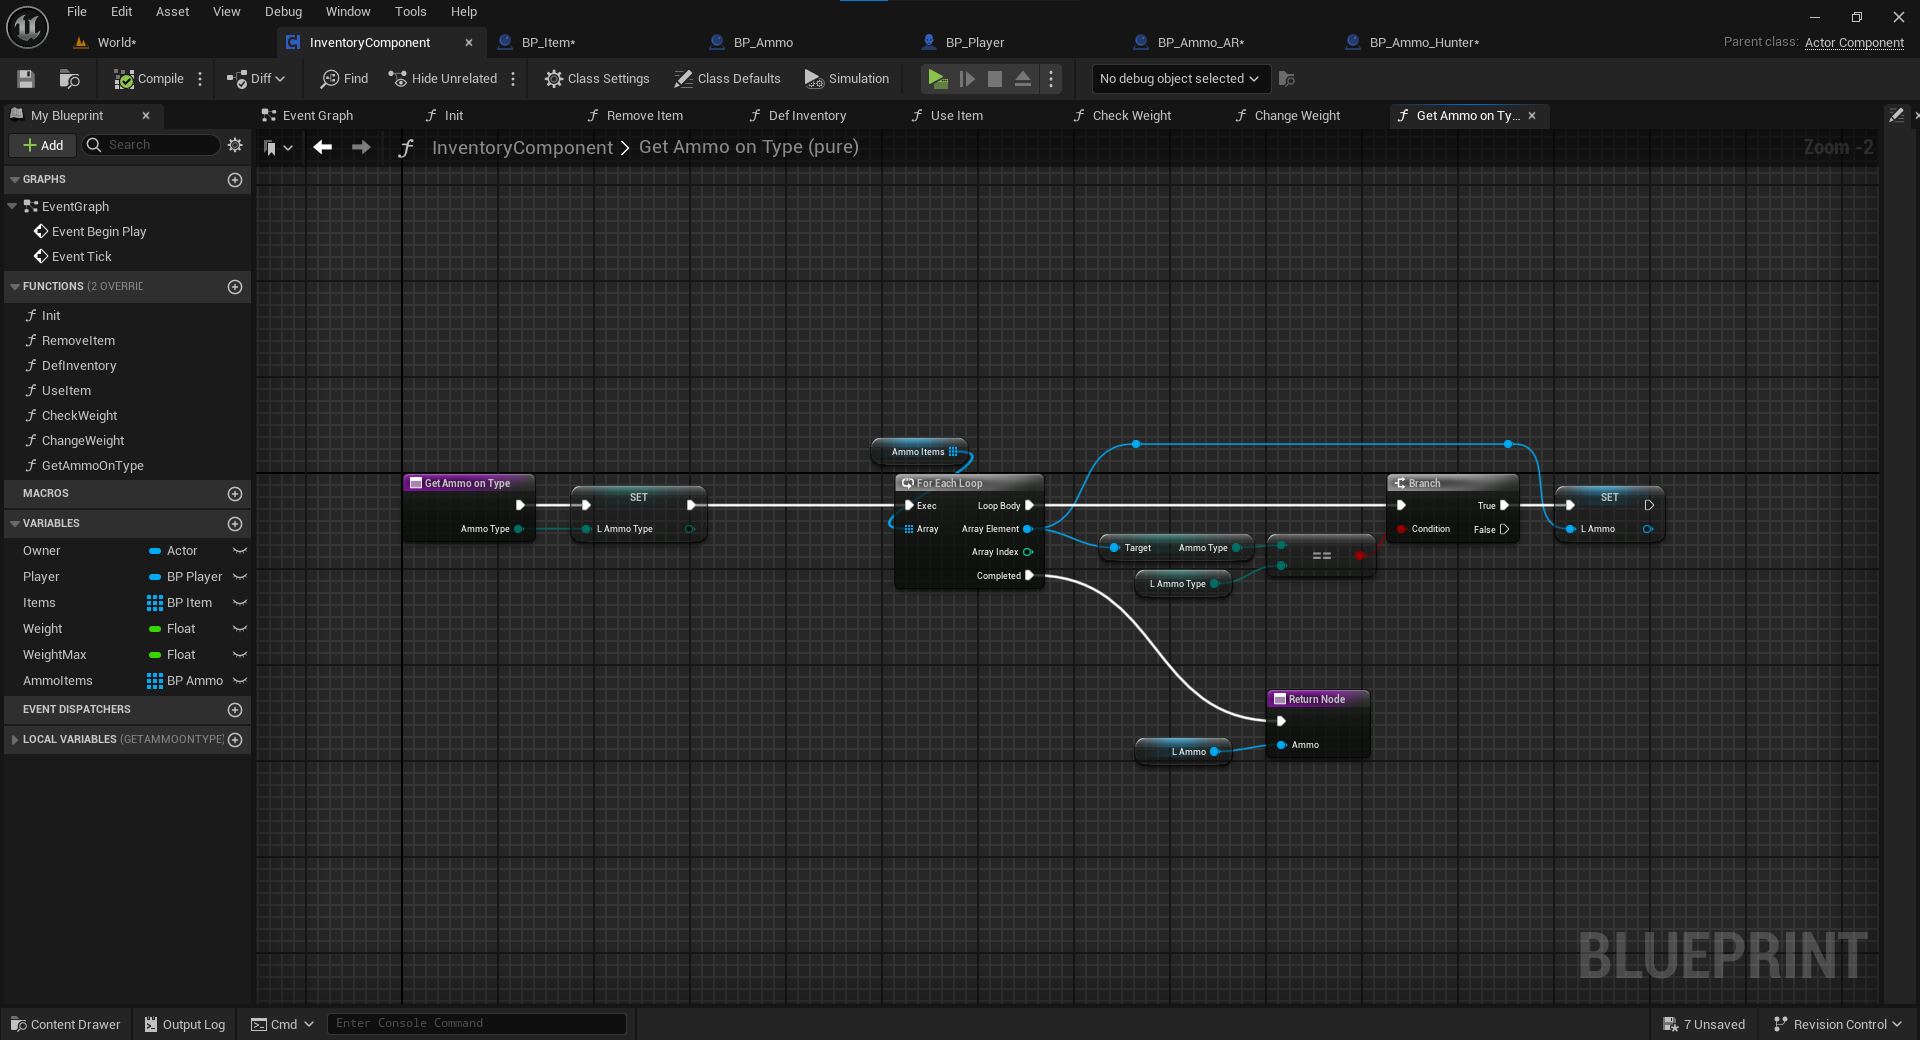 File Edit Asset View Debug Window Tools Help
World* InventoryComponent BP_Item* BP_Ammo BP_Player BP_Ammo_AR* BP_Ammo_Hunter* Parent class: Actor Component
Compile Diff Find Hide Unrelated Class Settings Class Defaults Simulation No debug object selected
My Blueprint Event Graph Init Remove Item Def Inventory Use Item Check Weight Change Weight Get Ammo on Ty...
Add Search InventoryComponent > Get Ammo on Type (pure) Zoom -2
GRAPHS
EventGraph
Event Begin Play
Event Tick
FUNCTIONS (2 OVERRID
Init
RemoveItem
DefInventory
UseItem
CheckWeight
ChangeWeight
GetAmmoOnType
MACROS
VARIABLES
Owner Actor
Player BP Player
Items BP Item
Weight Float
WeightMax Float
AmmoItems BP Ammo
EVENT DISPATCHERS
LOCAL VARIABLES (GETAMMOONTYPE)
Get Ammo on Type
Ammo Type
SET
L Ammo Type
Ammo Items
For Each Loop
Exec Loop Body
Array Array Element
Array Index
Completed
Target Ammo Type
L Ammo Type
==
Branch
True
Condition False
SET
L Ammo
Return Node
Ammo
L Ammo
BLUEPRINT
Content Drawer Output Log Cmd Enter Console Command 7 Unsaved Revision Control